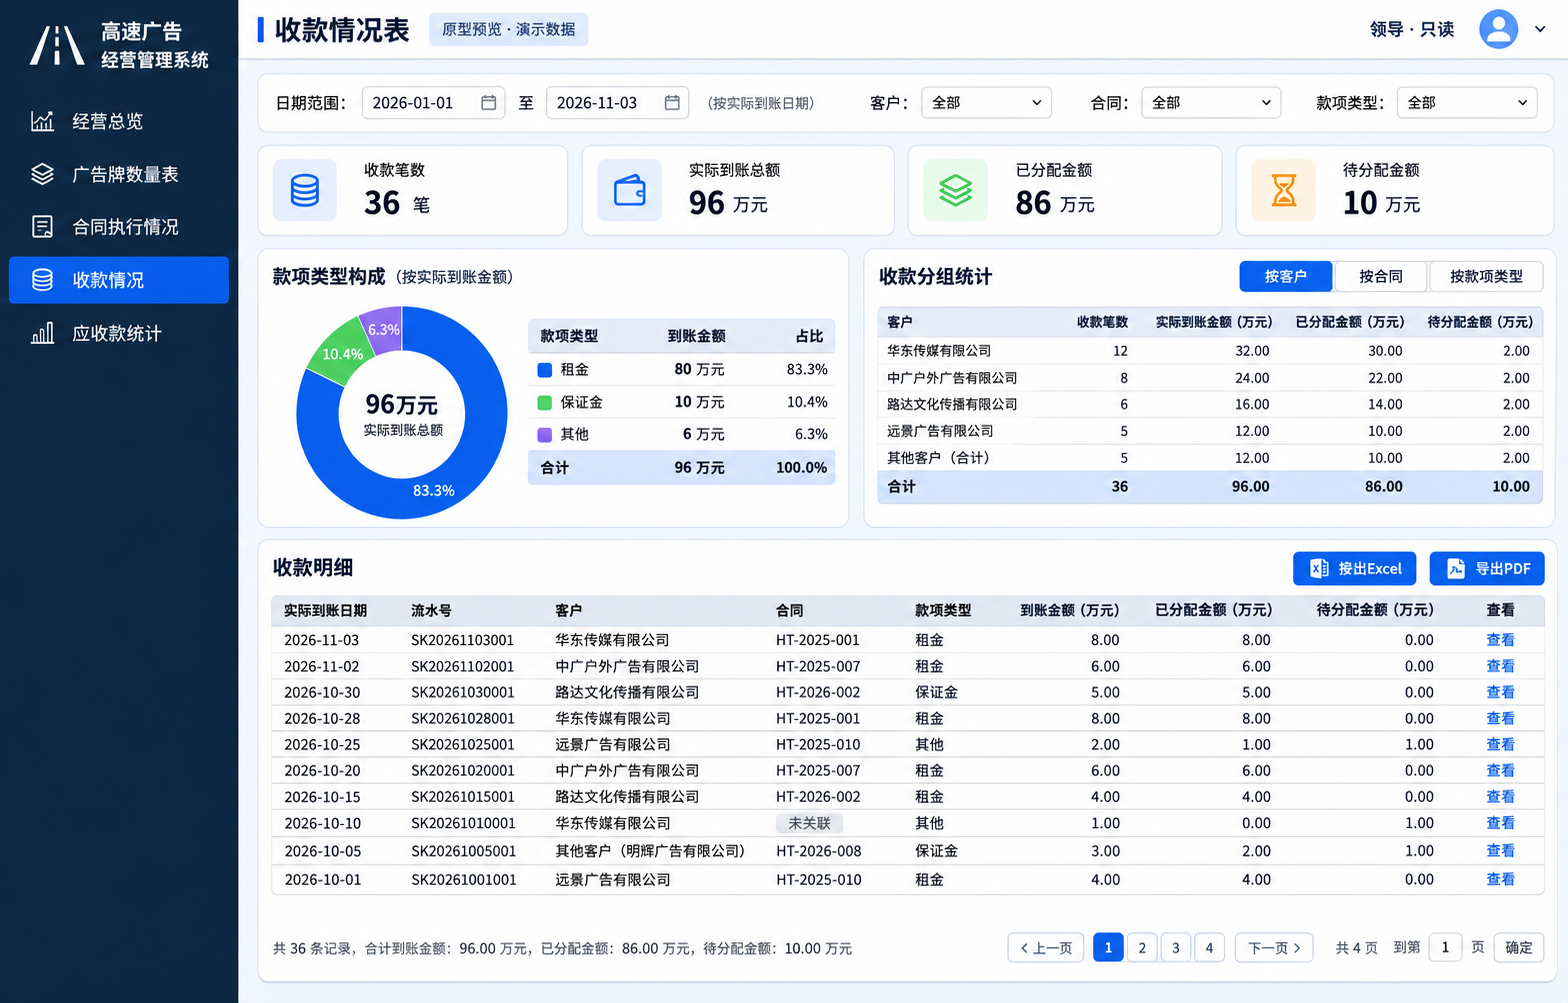 高速广告
经营管理系统
经营总览
广告牌数量表
合同执行情况
收款情况
应收款统计
收款情况表 原型预览 · 演示数据 领导 · 只读
日期范围： 2026-01-01 至 2026-11-03 （按实际到账日期） 客户： 全部 合同： 全部 款项类型： 全部
收款笔数
36 笔
实际到账总额
96 万元
已分配金额
86 万元
待分配金额
10 万元
款项类型构成（按实际到账金额）
6.3%
10.4%
96万元
实际到账总额
83.3%
款项类型 到账金额 占比
租金 80 万元 83.3%
保证金 10 万元 10.4%
其他 6 万元 6.3%
合计 96 万元 100.0%
收款分组统计 按客户 按合同 按款项类型
客户 收款笔数 实际到账金额（万元） 已分配金额（万元） 待分配金额（万元）
华东传媒有限公司 12 32.00 30.00 2.00
中广户外广告有限公司 8 24.00 22.00 2.00
路达文化传播有限公司 6 16.00 14.00 2.00
远景广告有限公司 5 12.00 10.00 2.00
其他客户（合计） 5 12.00 10.00 2.00
合计 36 96.00 86.00 10.00
收款明细 按出Excel 导出PDF
实际到账日期 流水号 客户 合同 款项类型 到账金额（万元） 已分配金额（万元） 待分配金额（万元） 查看
2026-11-03 SK20261103001 华东传媒有限公司 HT-2025-001 租金 8.00 8.00 0.00 查看
2026-11-02 SK20261102001 中广户外广告有限公司 HT-2025-007 租金 6.00 6.00 0.00 查看
2026-10-30 SK20261030001 路达文化传播有限公司 HT-2026-002 保证金 5.00 5.00 0.00 查看
2026-10-28 SK20261028001 华东传媒有限公司 HT-2025-001 租金 8.00 8.00 0.00 查看
2026-10-25 SK20261025001 远景广告有限公司 HT-2025-010 其他 2.00 1.00 1.00 查看
2026-10-20 SK20261020001 中广户外广告有限公司 HT-2025-007 租金 6.00 6.00 0.00 查看
2026-10-15 SK20261015001 路达文化传播有限公司 HT-2026-002 租金 4.00 4.00 0.00 查看
2026-10-10 SK20261010001 华东传媒有限公司 未关联 其他 1.00 0.00 1.00 查看
2026-10-05 SK20261005001 其他客户（明辉广告有限公司） HT-2026-008 保证金 3.00 2.00 1.00 查看
2026-10-01 SK20261001001 远景广告有限公司 HT-2025-010 租金 4.00 4.00 0.00 查看
共 36 条记录，合计到账金额：96.00 万元，已分配金额：86.00 万元，待分配金额：10.00 万元 上一页 1 2 3 4 下一页 共 4 页 到第 1 页 确定